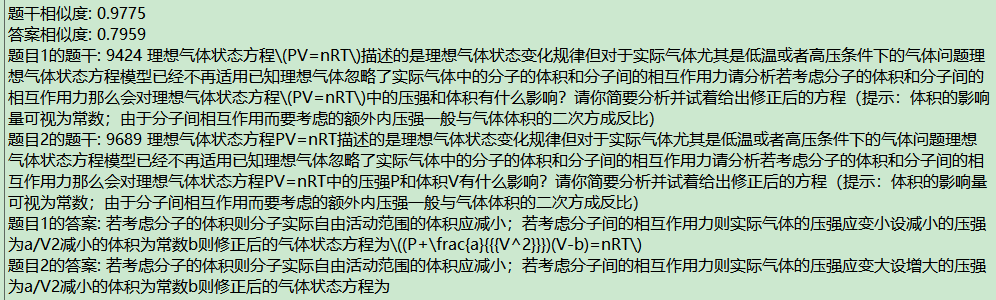 题干相似度: 0.9775
答案相似度: 0.7959
题目1的题干: 9424 理想气体状态方程\(PV=nRT\)描述的是理想气体状态变化规律但对于实际气体尤其是低温或者高压条件下的气体问题理
想气体状态方程模型已经不再适用已知理想气体忽略了实际气体中的分子的体积和分子间的相互作用力请分析若考虑分子的体积和分子间的
相互作用力那么会对理想气体状态方程\(PV=nRT\)中的压强和体积有什么影响？请你简要分析并试着给出修正后的方程（提示：体积的影响
量可视为常数；由于分子间相互作用而要考虑的额外内压强一般与气体体积的二次方成反比）
题目2的题干: 9689 理想气体状态方程PV=nRT描述的是理想气体状态变化规律但对于实际气体尤其是低温或者高压条件下的气体问题理想
气体状态方程模型已经不再适用已知理想气体忽略了实际气体中的分子的体积和分子间的相互作用力请分析若考虑分子的体积和分子间的相
互作用力那么会对理想气体状态方程PV=nRT中的压强P和体积V有什么影响？请你简要分析并试着给出修正后的方程（提示：体积的影响量
可视为常数；由于分子间相互作用而要考虑的额外内压强一般与气体体积的二次方成反比）
题目1的答案: 若考虑分子的体积则分子实际自由活动范围的体积应减小；若考虑分子间的相互作用力则实际气体的压强应变小设减小的压强
为a/V2减小的体积为常数b则修正后的气体状态方程为\((P+\frac{a}{{{V^2}}})(V-b)=nRT\)
题目2的答案: 若考虑分子的体积则分子实际自由活动范围的体积应减小；若考虑分子间的相互作用力则实际气体的压强应变大设增大的压强
为a/V2减小的体积为常数b则修正后的气体状态方程为